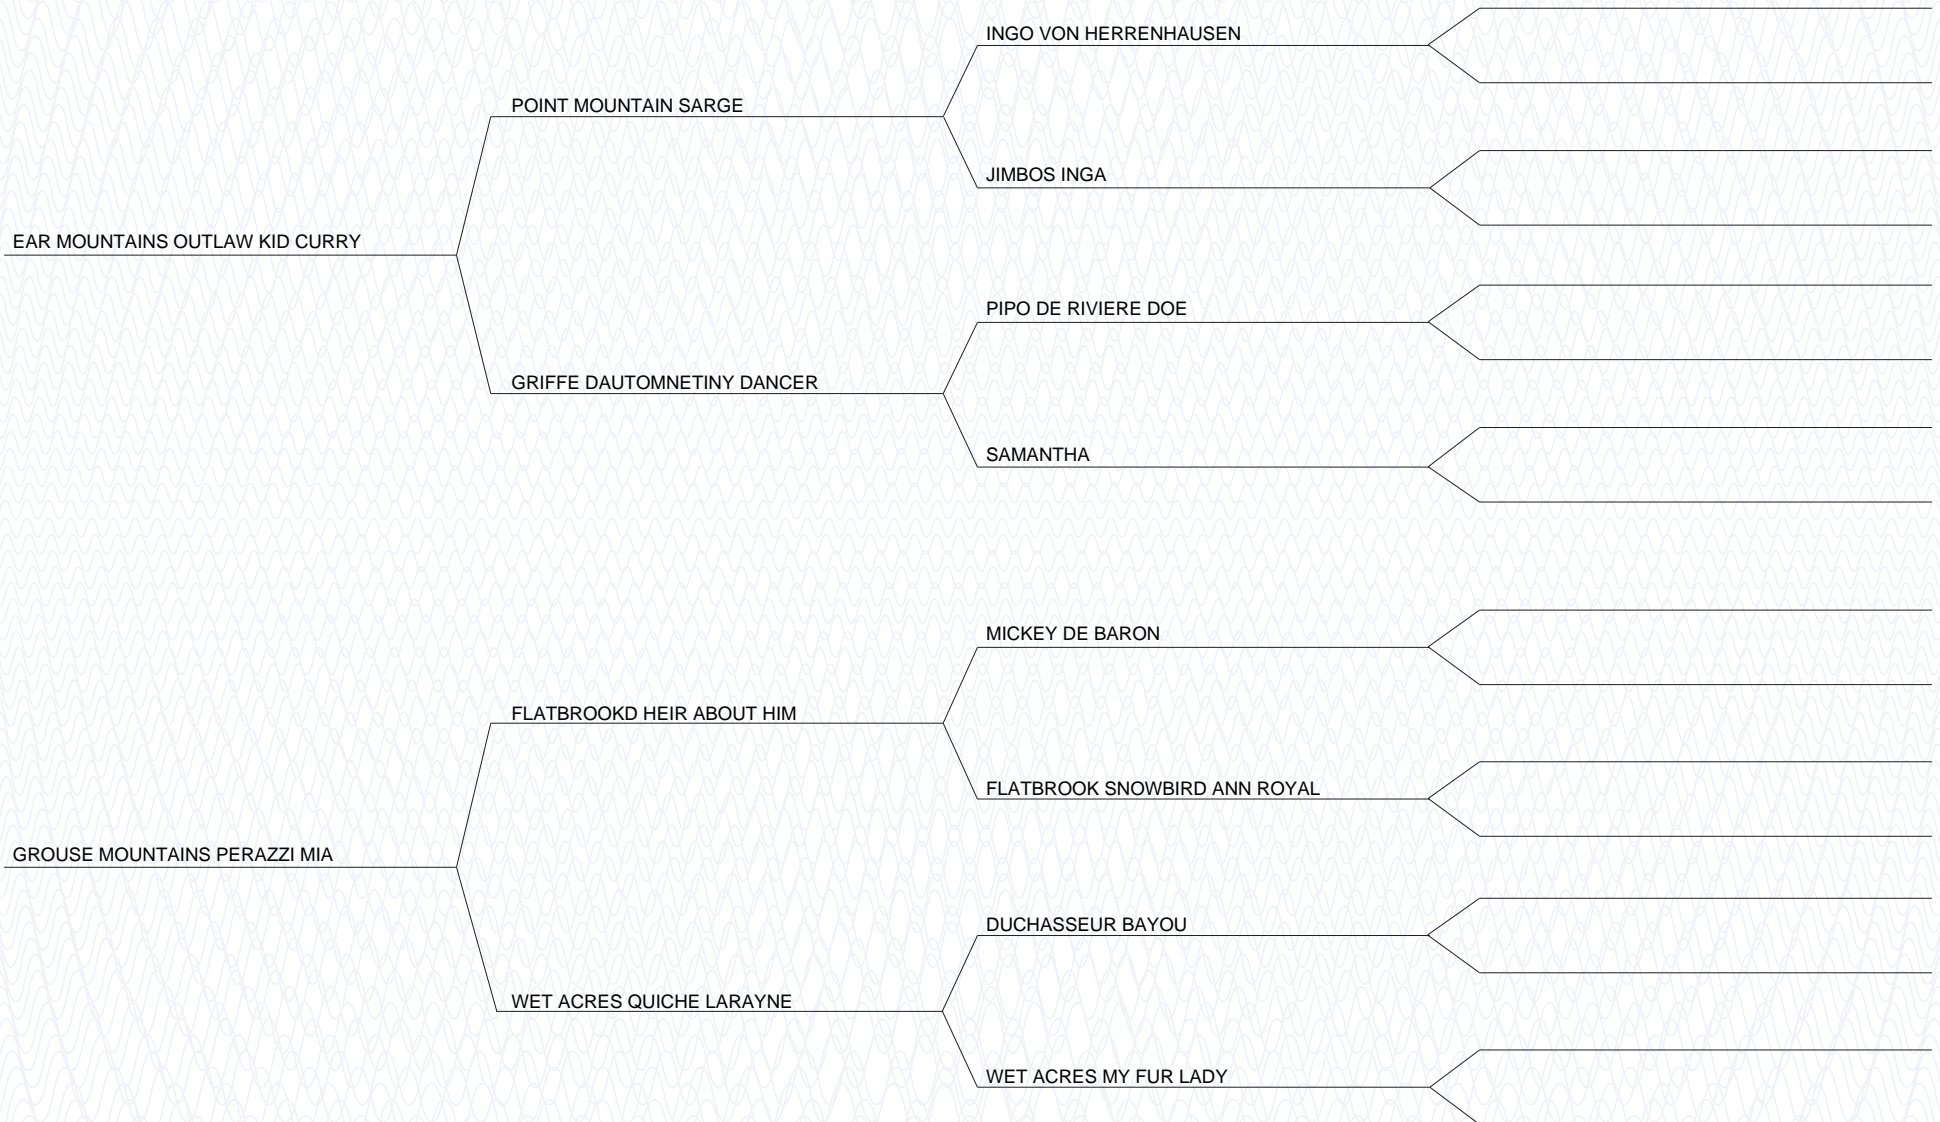 INGO VON HERRENHAUSEN
POINT MOUNTAIN SARGE
JIMBOS INGA
EAR MOUNTAINS OUTLAW KID CURRY
PIPO DE RIVIERE DOE
GRIFFE DAUTOMNETINY DANCER
SAMANTHA
MICKEY DE BARON
FLATBROOKD HEIR ABOUT HIM
FLATBROOK SNOWBIRD ANN ROYAL
GROUSE MOUNTAINS PERAZZI MIA
DUCHASSEUR BAYOU
WET ACRES QUICHE LARAYNE
WET ACRES MY FUR LADY